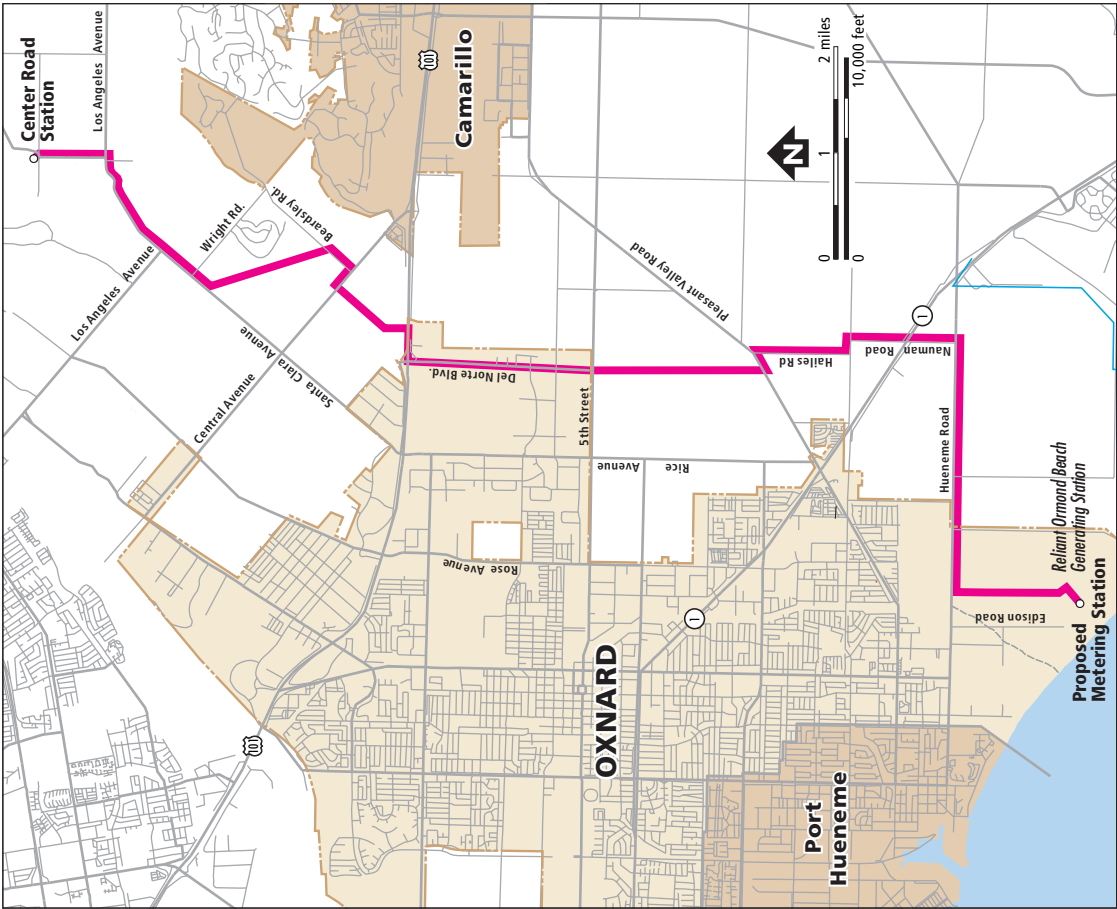 Center Road
Station
Los Angeles Avenue
101
Camarillo
2 miles
10,000 feet
1
N
0
0
Wright Rd.
Beardsley Rd.
Los Angeles Avenue
Santa Clara Avenue
Central Avenue
Pleasant Valley Road
Del Norte Blvd.
5th Street
Hailes Rd
Nauman Road
1
Rice Avenue
Hueneme Road
Rose Avenue
Reliant Ormond Beach
Generating Station
Edison Road
Proposed
Metering Station
1
OXNARD
101
Port
Hueneme